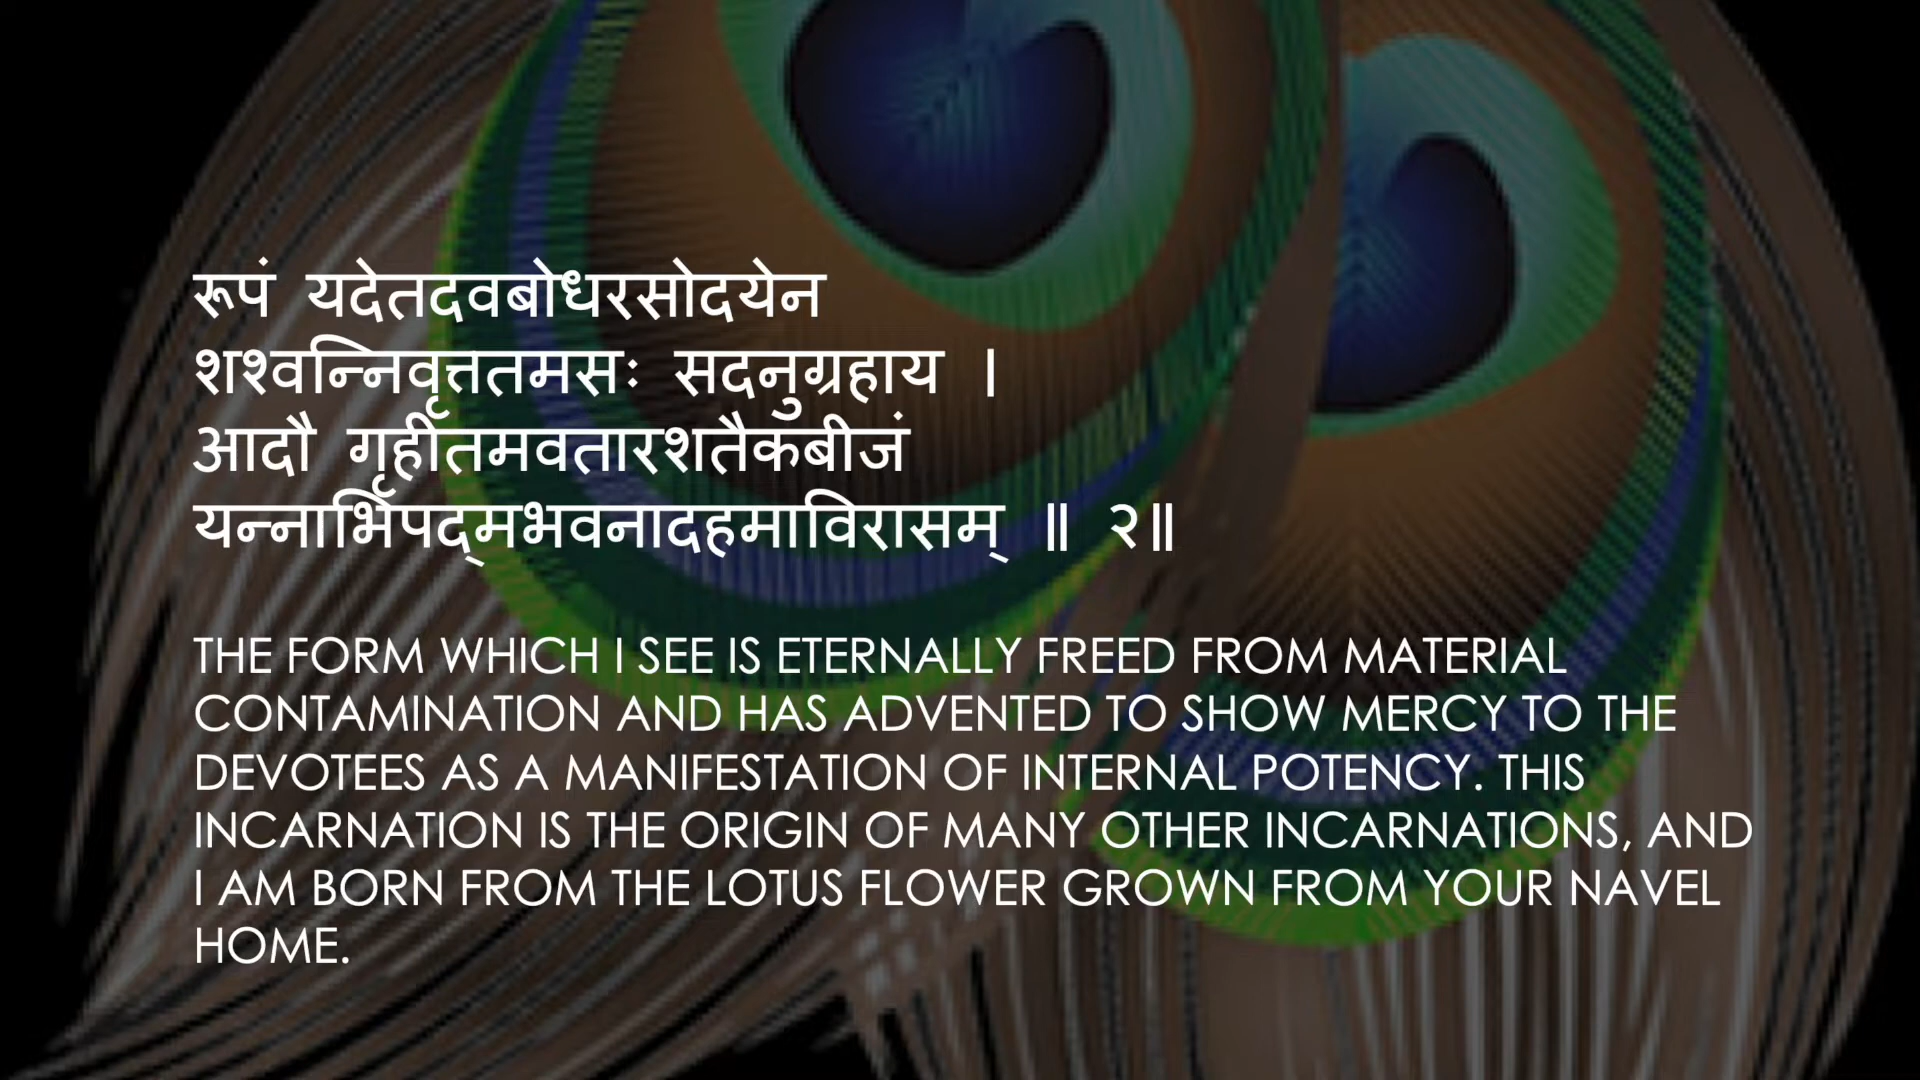 रूपं यदेतदवबोधरसोदयेन
शश्वन्निवृत्ततमसः सदनुग्रहाय ।
आदौ गृहीतमवतारशतैकबीजं
यन्नाभिपद्मभवनादहमाविरासम् ॥ २॥
THE FORM WHICH I SEE IS ETERNALLY FREED FROM MATERIAL
CONTAMINATION AND HAS ADVENTED TO SHOW MERCY TO THE
DEVOTEES AS A MANIFESTATION OF INTERNAL POTENCY. THIS
INCARNATION IS THE ORIGIN OF MANY OTHER INCARNATIONS, AND
I AM BORN FROM THE LOTUS FLOWER GROWN FROM YOUR NAVEL
HOME.